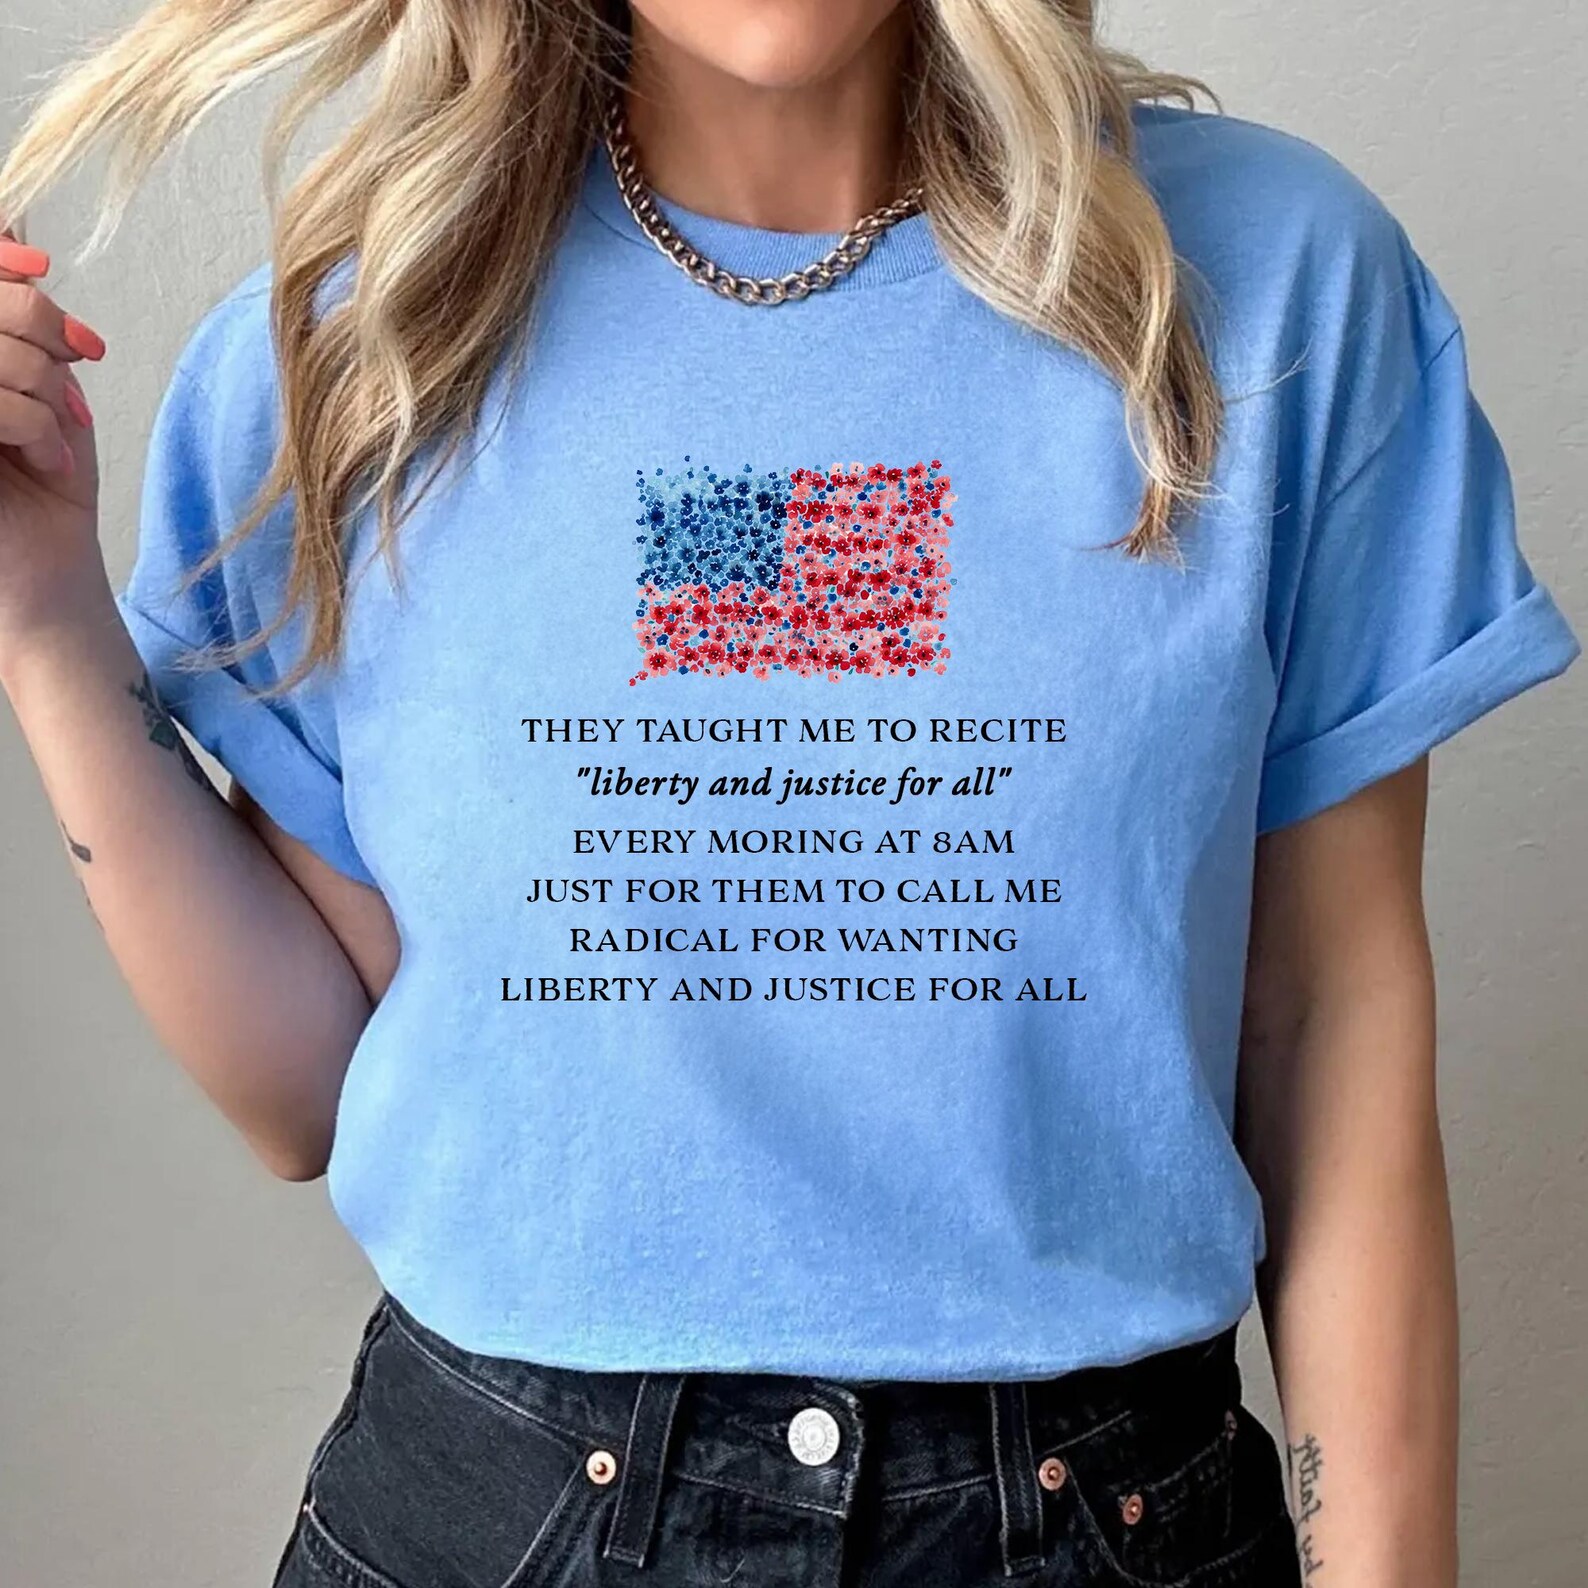 THEY TAUGHT ME TO RECITE
"liberty and justice for all"
EVERY MORING AT 8AM
JUST FOR THEM TO CALL ME
RADICAL FOR WANTING
LIBERTY AND JUSTICE FOR ALL